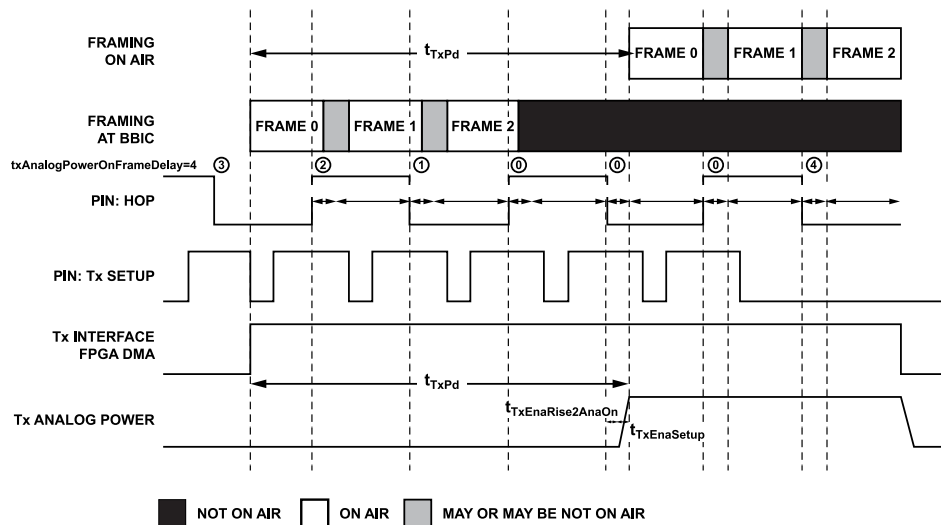 FRAMING
ON AIR
tTxPd
FRAME 0
FRAME 1
FRAME 2
FRAMING
AT BBIC
FRAME 0
FRAME 1
FRAME 2
txAnalogPowerOnFrameDelay=4
3
2
1
0
0
0
4
PIN: HOP
PIN: Tx SETUP
Tx INTERFACE
FPGA DMA
tTxPd
tTxEnaRise2AnaOn
Tx ANALOG POWER
tTxEnaSetup
NOT ON AIR
ON AIR
MAY OR MAY BE NOT ON AIR